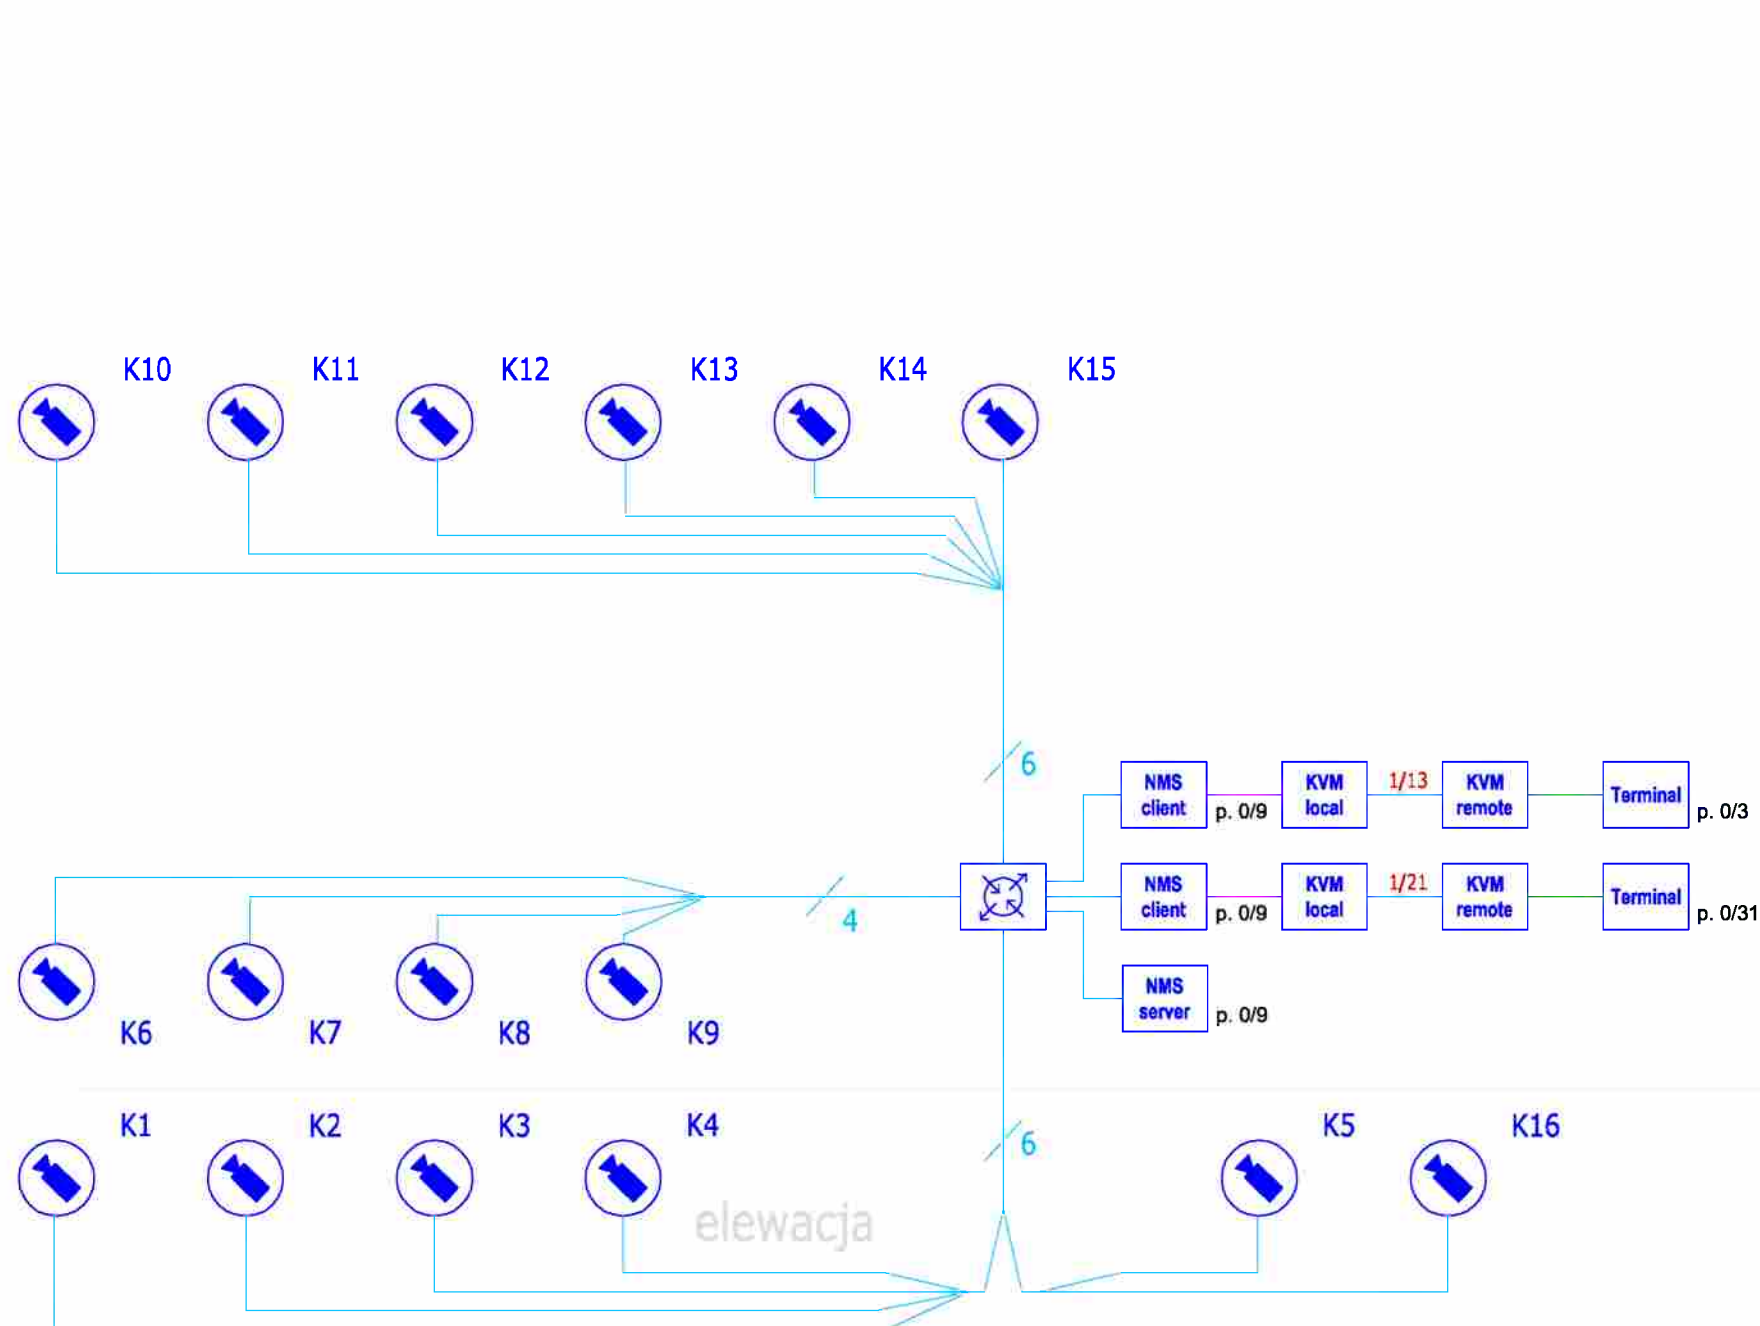 K10 K11 K12 K13 K14 K15
6
NMS client p. 0/9 KVM local 1/13 KVM remote Terminal p. 0/3
4
NMS client p. 0/9 KVM local 1/21 KVM remote Terminal p. 0/31
NMS server p. 0/9
K6 K7 K8 K9
K1 K2 K3 K4 6 K5 K16
elewacja